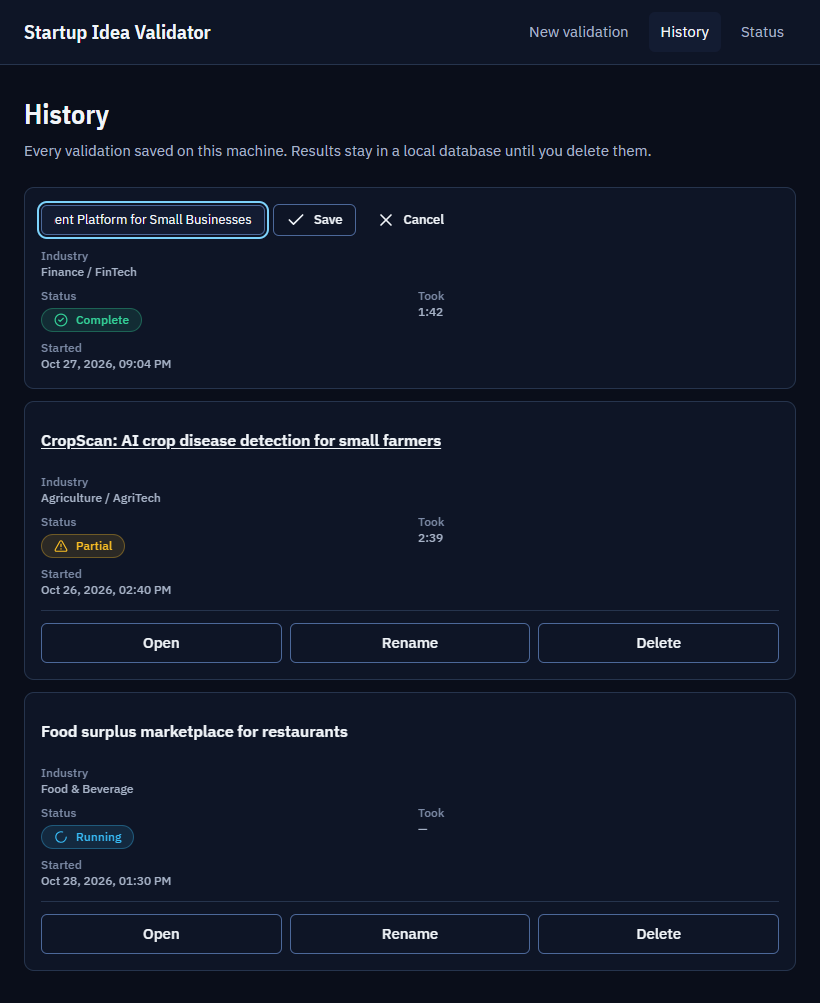 Startup Idea Validator
New validation
History
Status
History
Every validation saved on this machine. Results stay in a local database until you delete them.
ent Platform for Small Businesses
Save
Cancel
Industry
Finance / FinTech
Status
Took
Complete
1:42
Started
Oct 27, 2026, 09:04 PM
CropScan: AI crop disease detection for small farmers
Industry
Agriculture / AgriTech
Status
Took
Partial
2:39
Started
Oct 26, 2026, 02:40 PM
Open
Rename
Delete
Food surplus marketplace for restaurants
Industry
Food & Beverage
Status
Took
Running
—
Started
Oct 28, 2026, 01:30 PM
Open
Rename
Delete